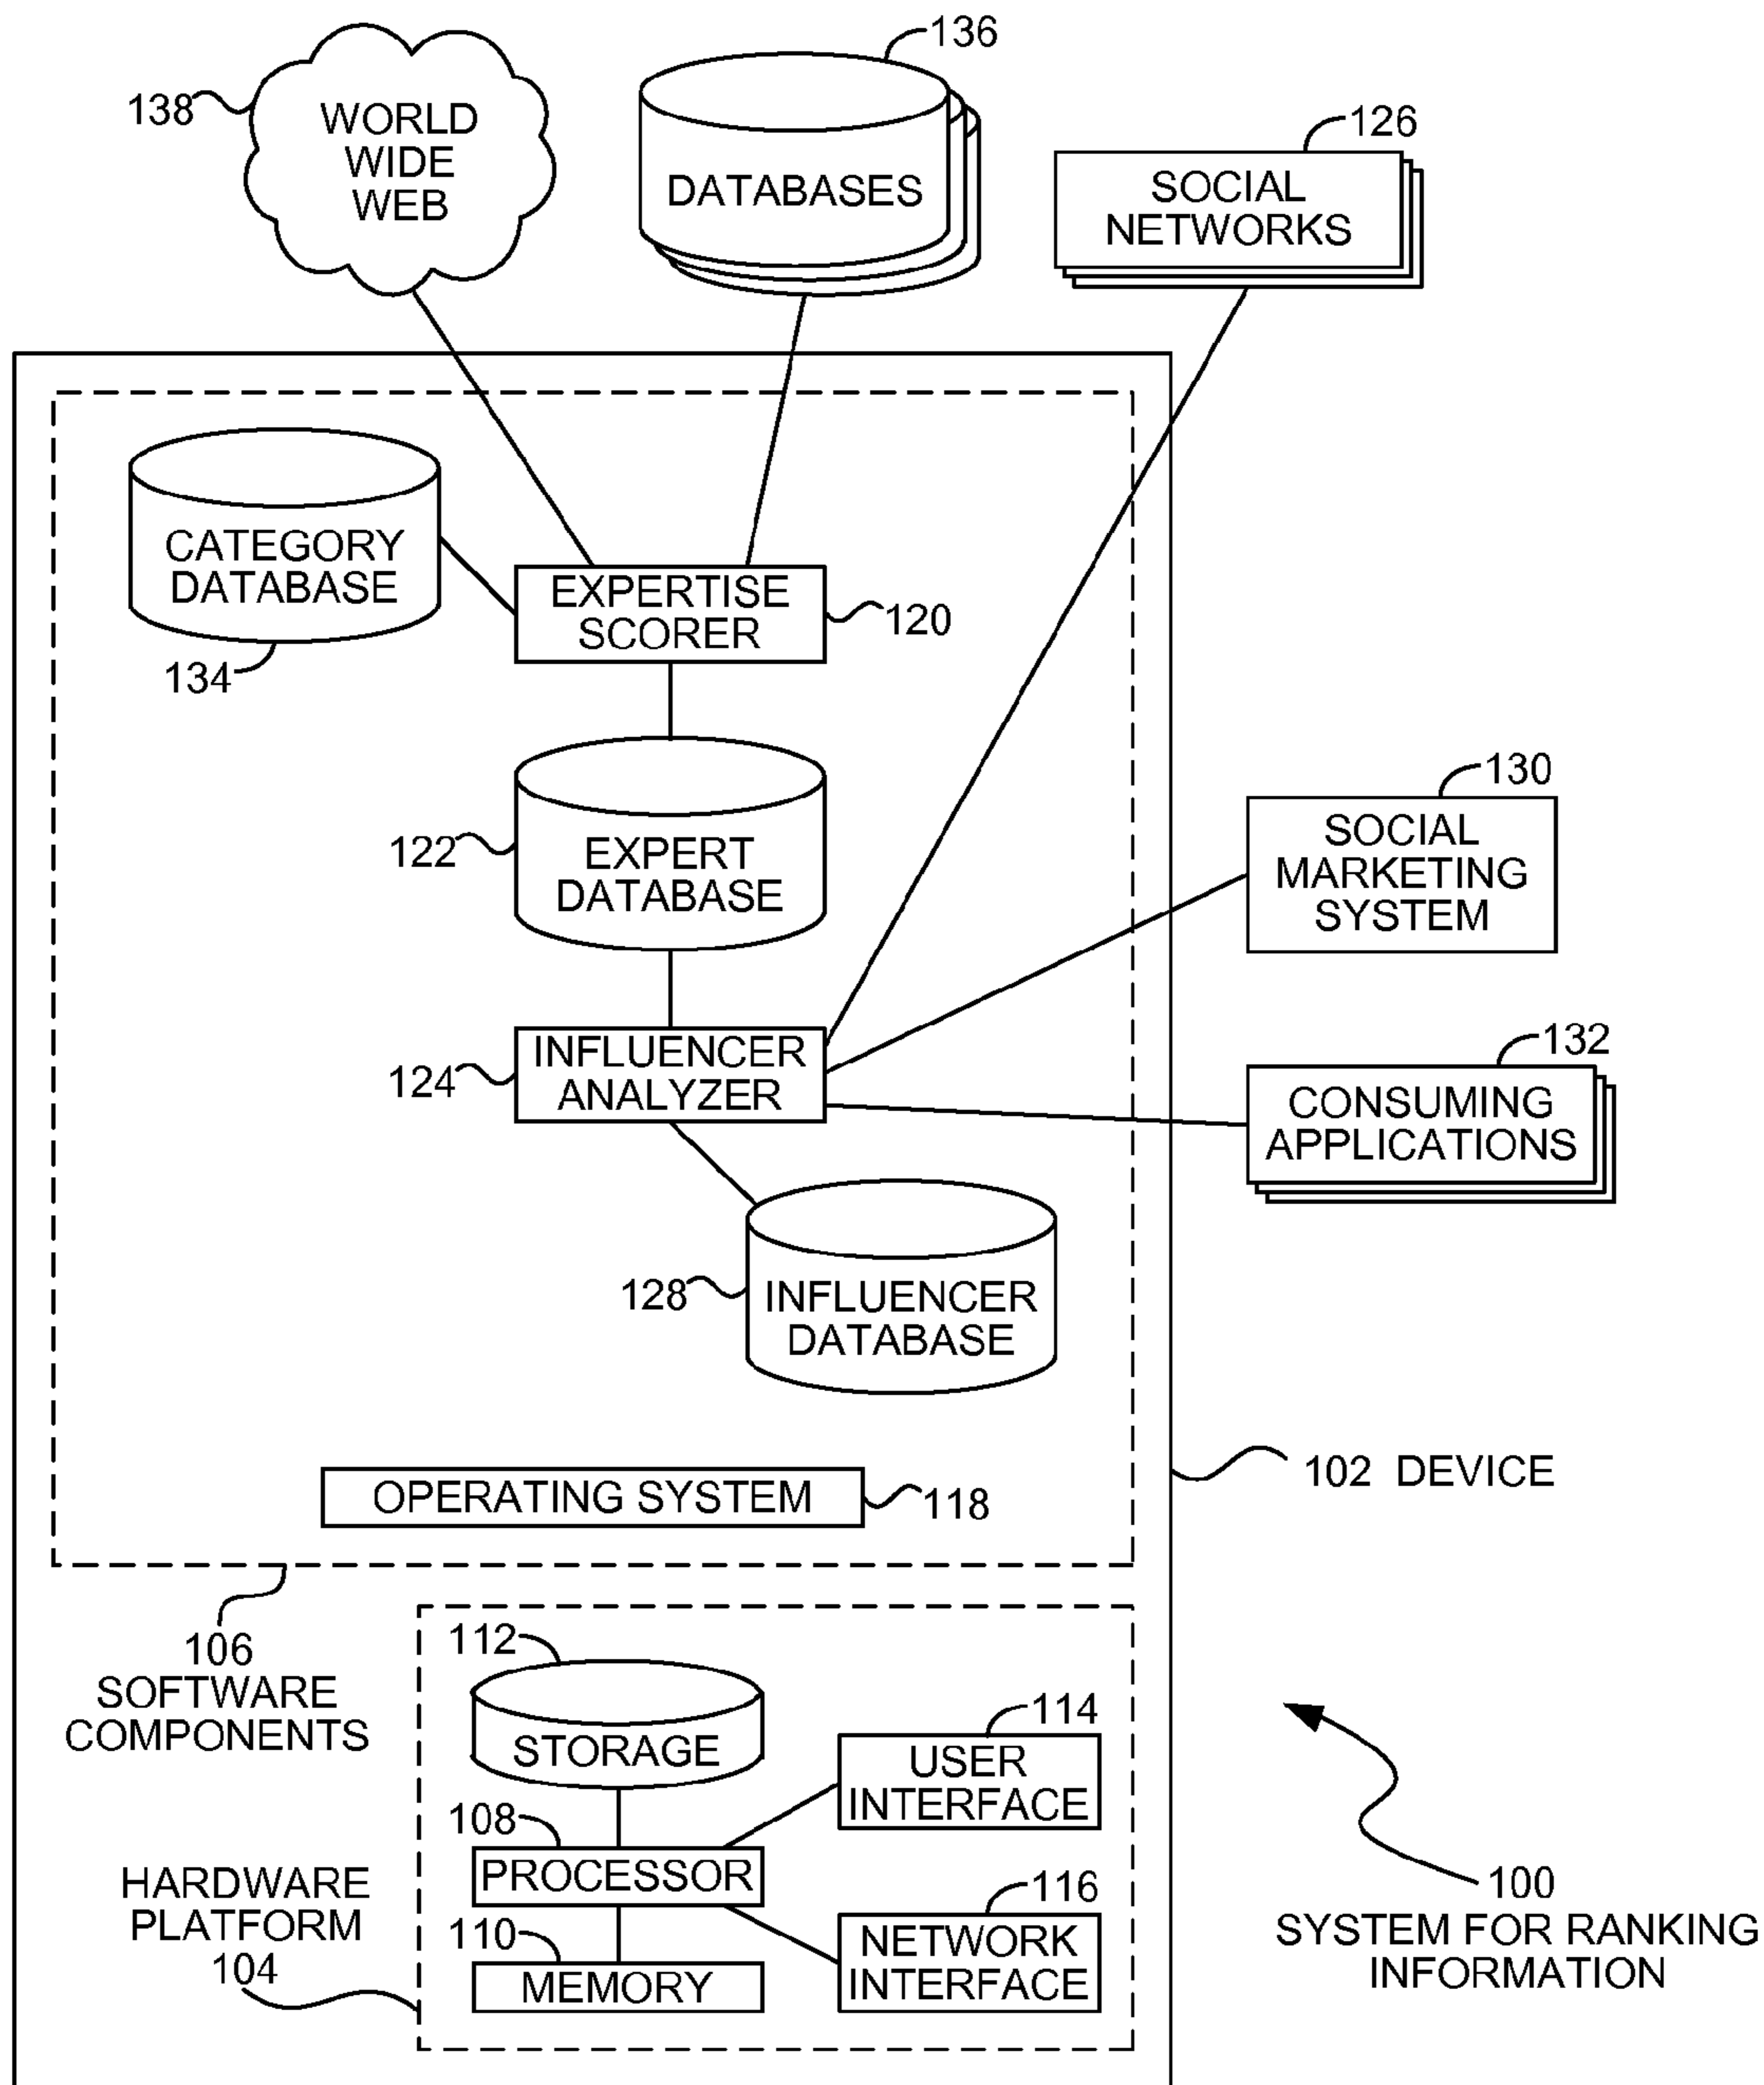 136
138
WORLD
WIDE
WEB
DATABASES
126
SOCIAL
NETWORKS
CATEGORY
DATABASE
134
EXPERTISE
SCORER
120
122
EXPERT
DATABASE
130
SOCIAL
MARKETING
SYSTEM
124
INFLUENCER
ANALYZER
132
CONSUMING
APPLICATIONS
128
INFLUENCER
DATABASE
102 DEVICE
OPERATING SYSTEM
118
106
SOFTWARE
COMPONENTS
112
STORAGE
114
USER
INTERFACE
108
PROCESSOR
HARDWARE
PLATFORM
104
110
MEMORY
116
NETWORK
INTERFACE
100
SYSTEM FOR RANKING
INFORMATION